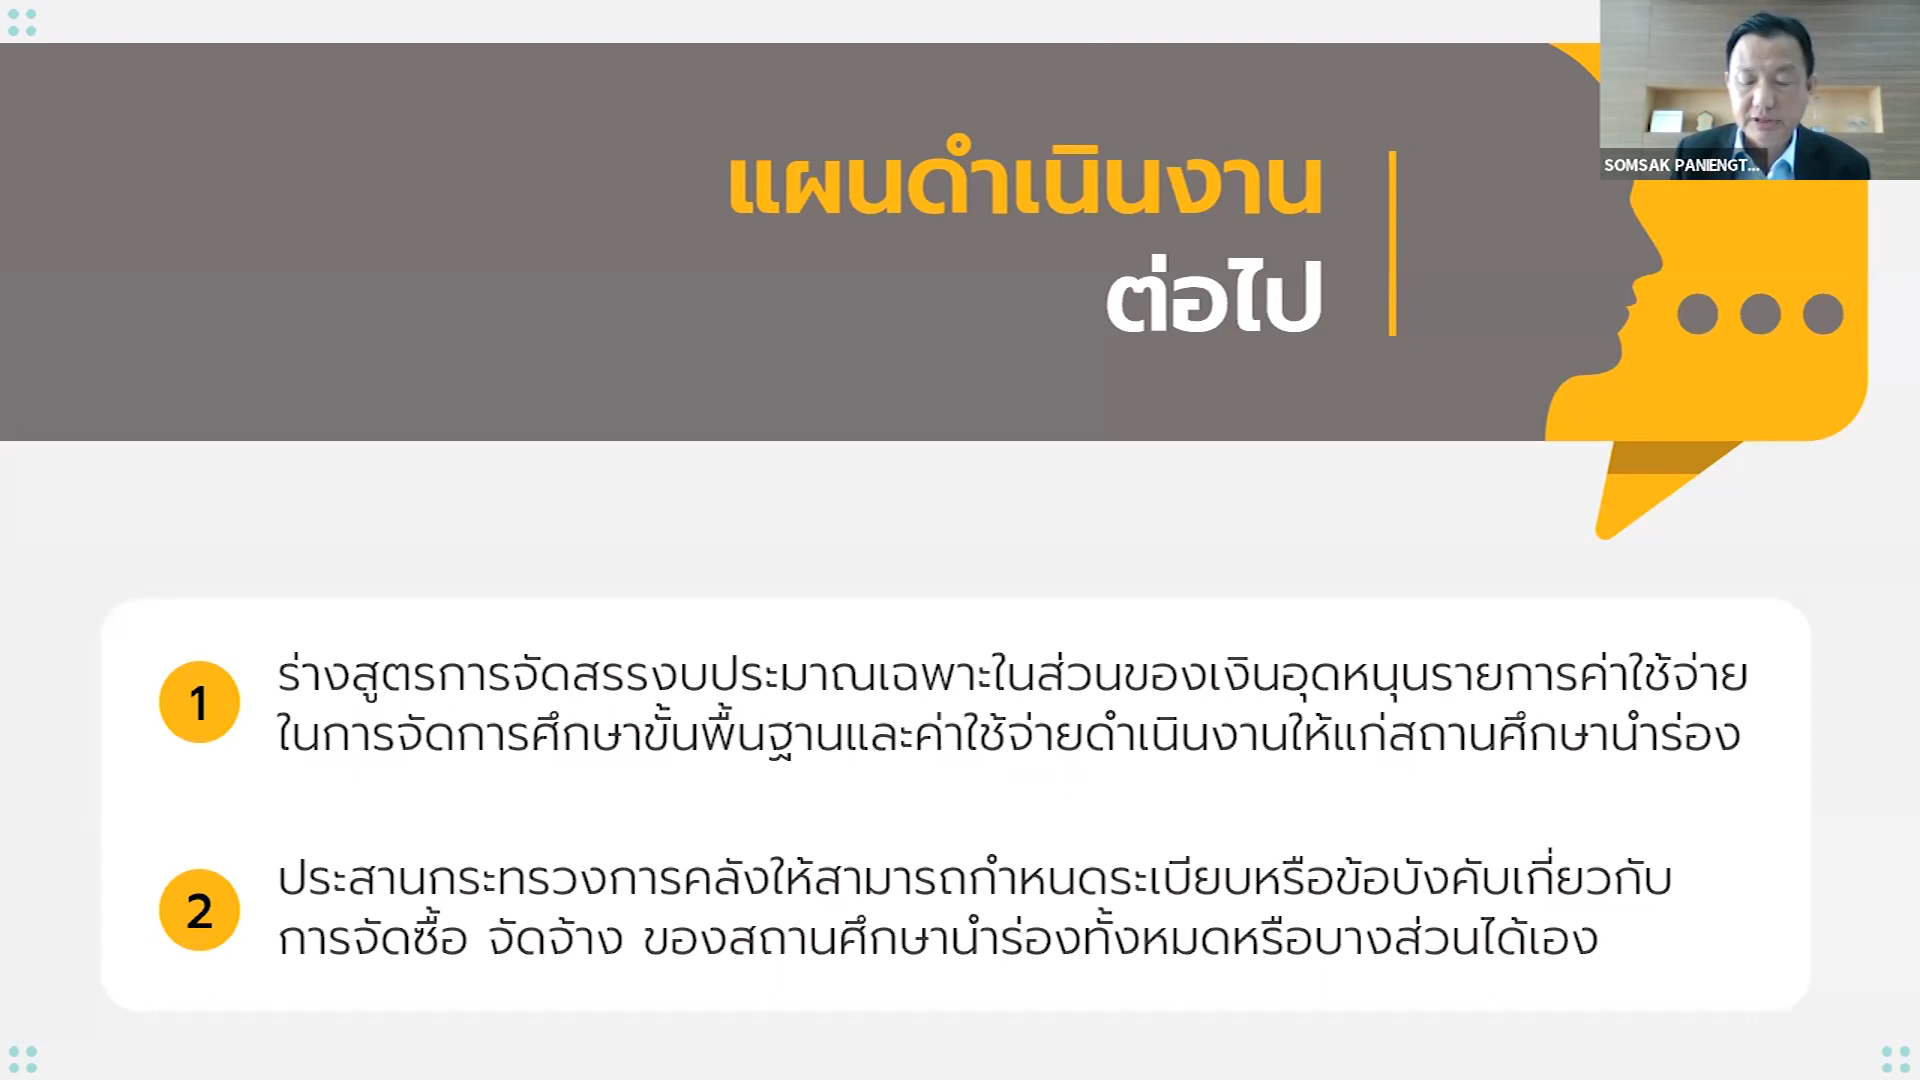 แผนดำเนินงาน
ต่อไป
SOMSAK PANIENGT...
1
ร่างสูตรการจัดสรรงบประมาณเฉพาะในส่วนของเงินอุดหนุนรายการค่าใช้จ่าย
ในการจัดการศึกษาขั้นพื้นฐานและค่าใช้จ่ายดำเนินงานให้แก่สถานศึกษานำร่อง
2
ประสานกระทรวงการคลังให้สามารถกำหนดระเบียบหรือข้อบังคับเกี่ยวกับ
การจัดซื้อ จัดจ้าง ของสถานศึกษานำร่องทั้งหมดหรือบางส่วนได้เอง